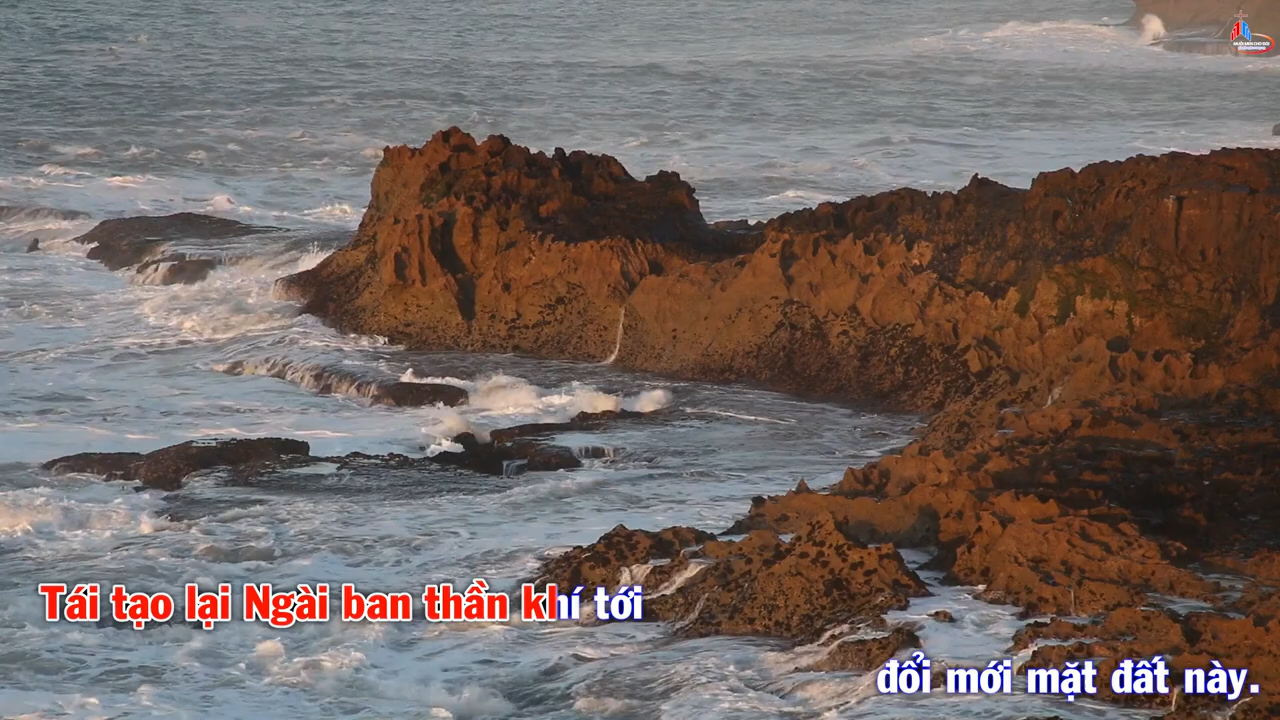 Tái tạo lại Ngài ban thần khí tới
đổi mới mặt đất này.